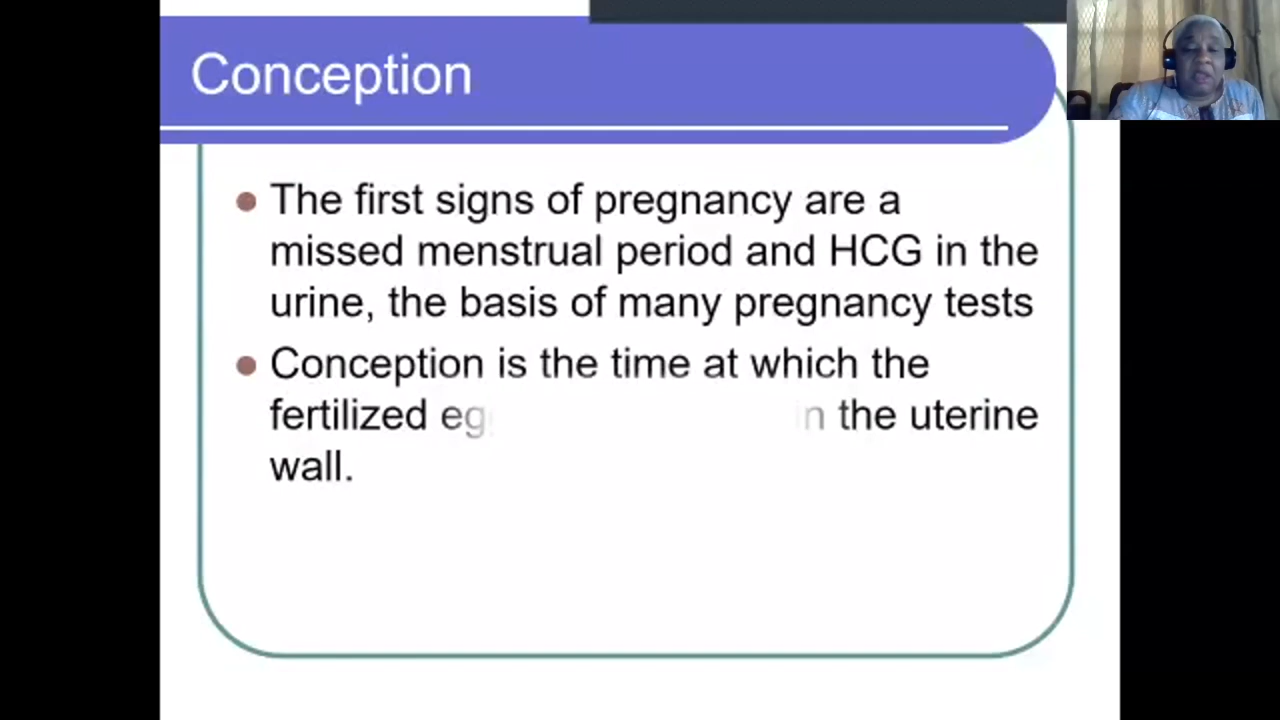 Conception
The first signs of pregnancy are a
missed menstrual period and HCG in the
urine, the basis of many pregnancy tests
Conception is the time at which the
fertilized the uterine
wall.